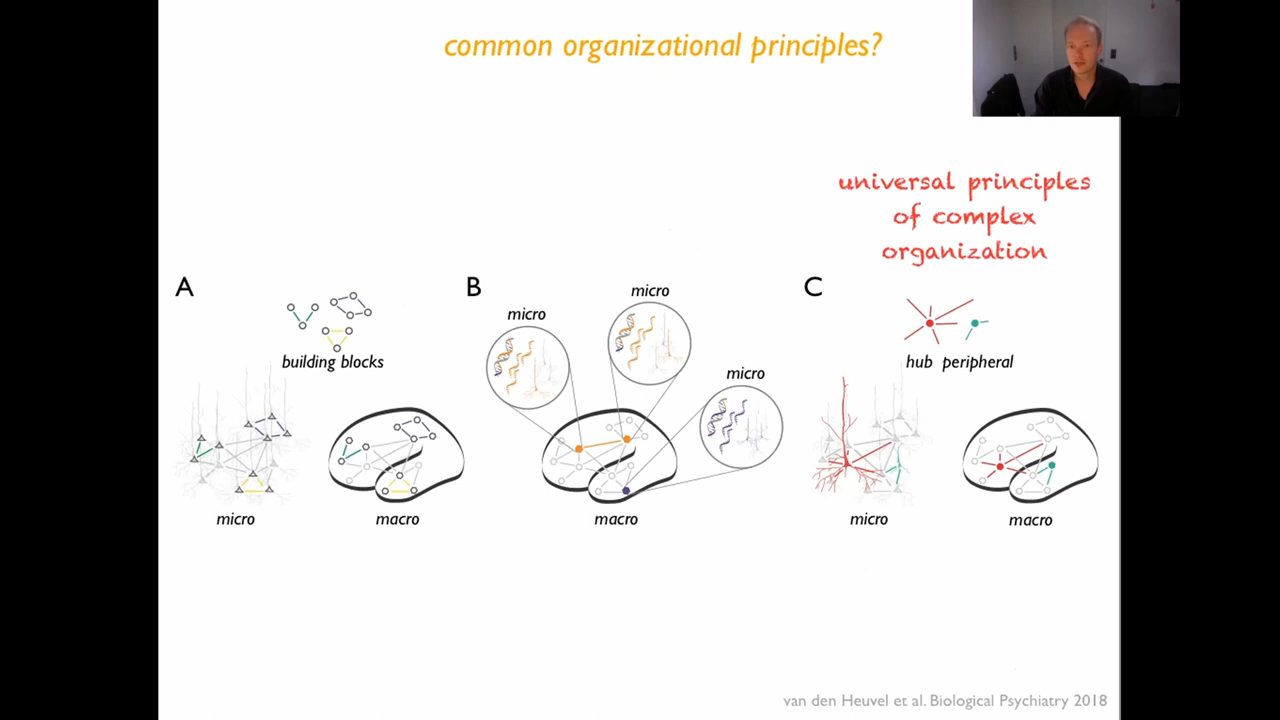 common organizational principles?
universal principles
of complex
organization
A
building blocks
micro
macro
B
micro
micro
micro
macro
C
hub peripheral
micro
macro
van den Heuvel et al. Biological Psychiatry 2018